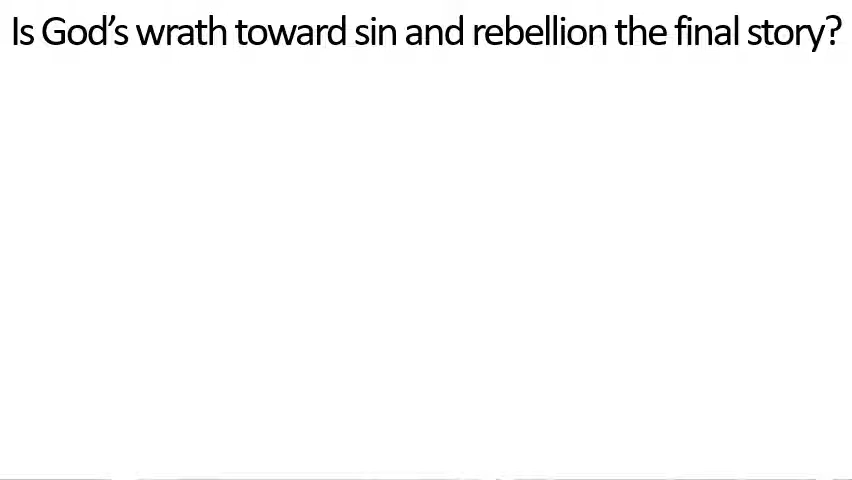 Is God’s wrath toward sin and rebellion the final story?